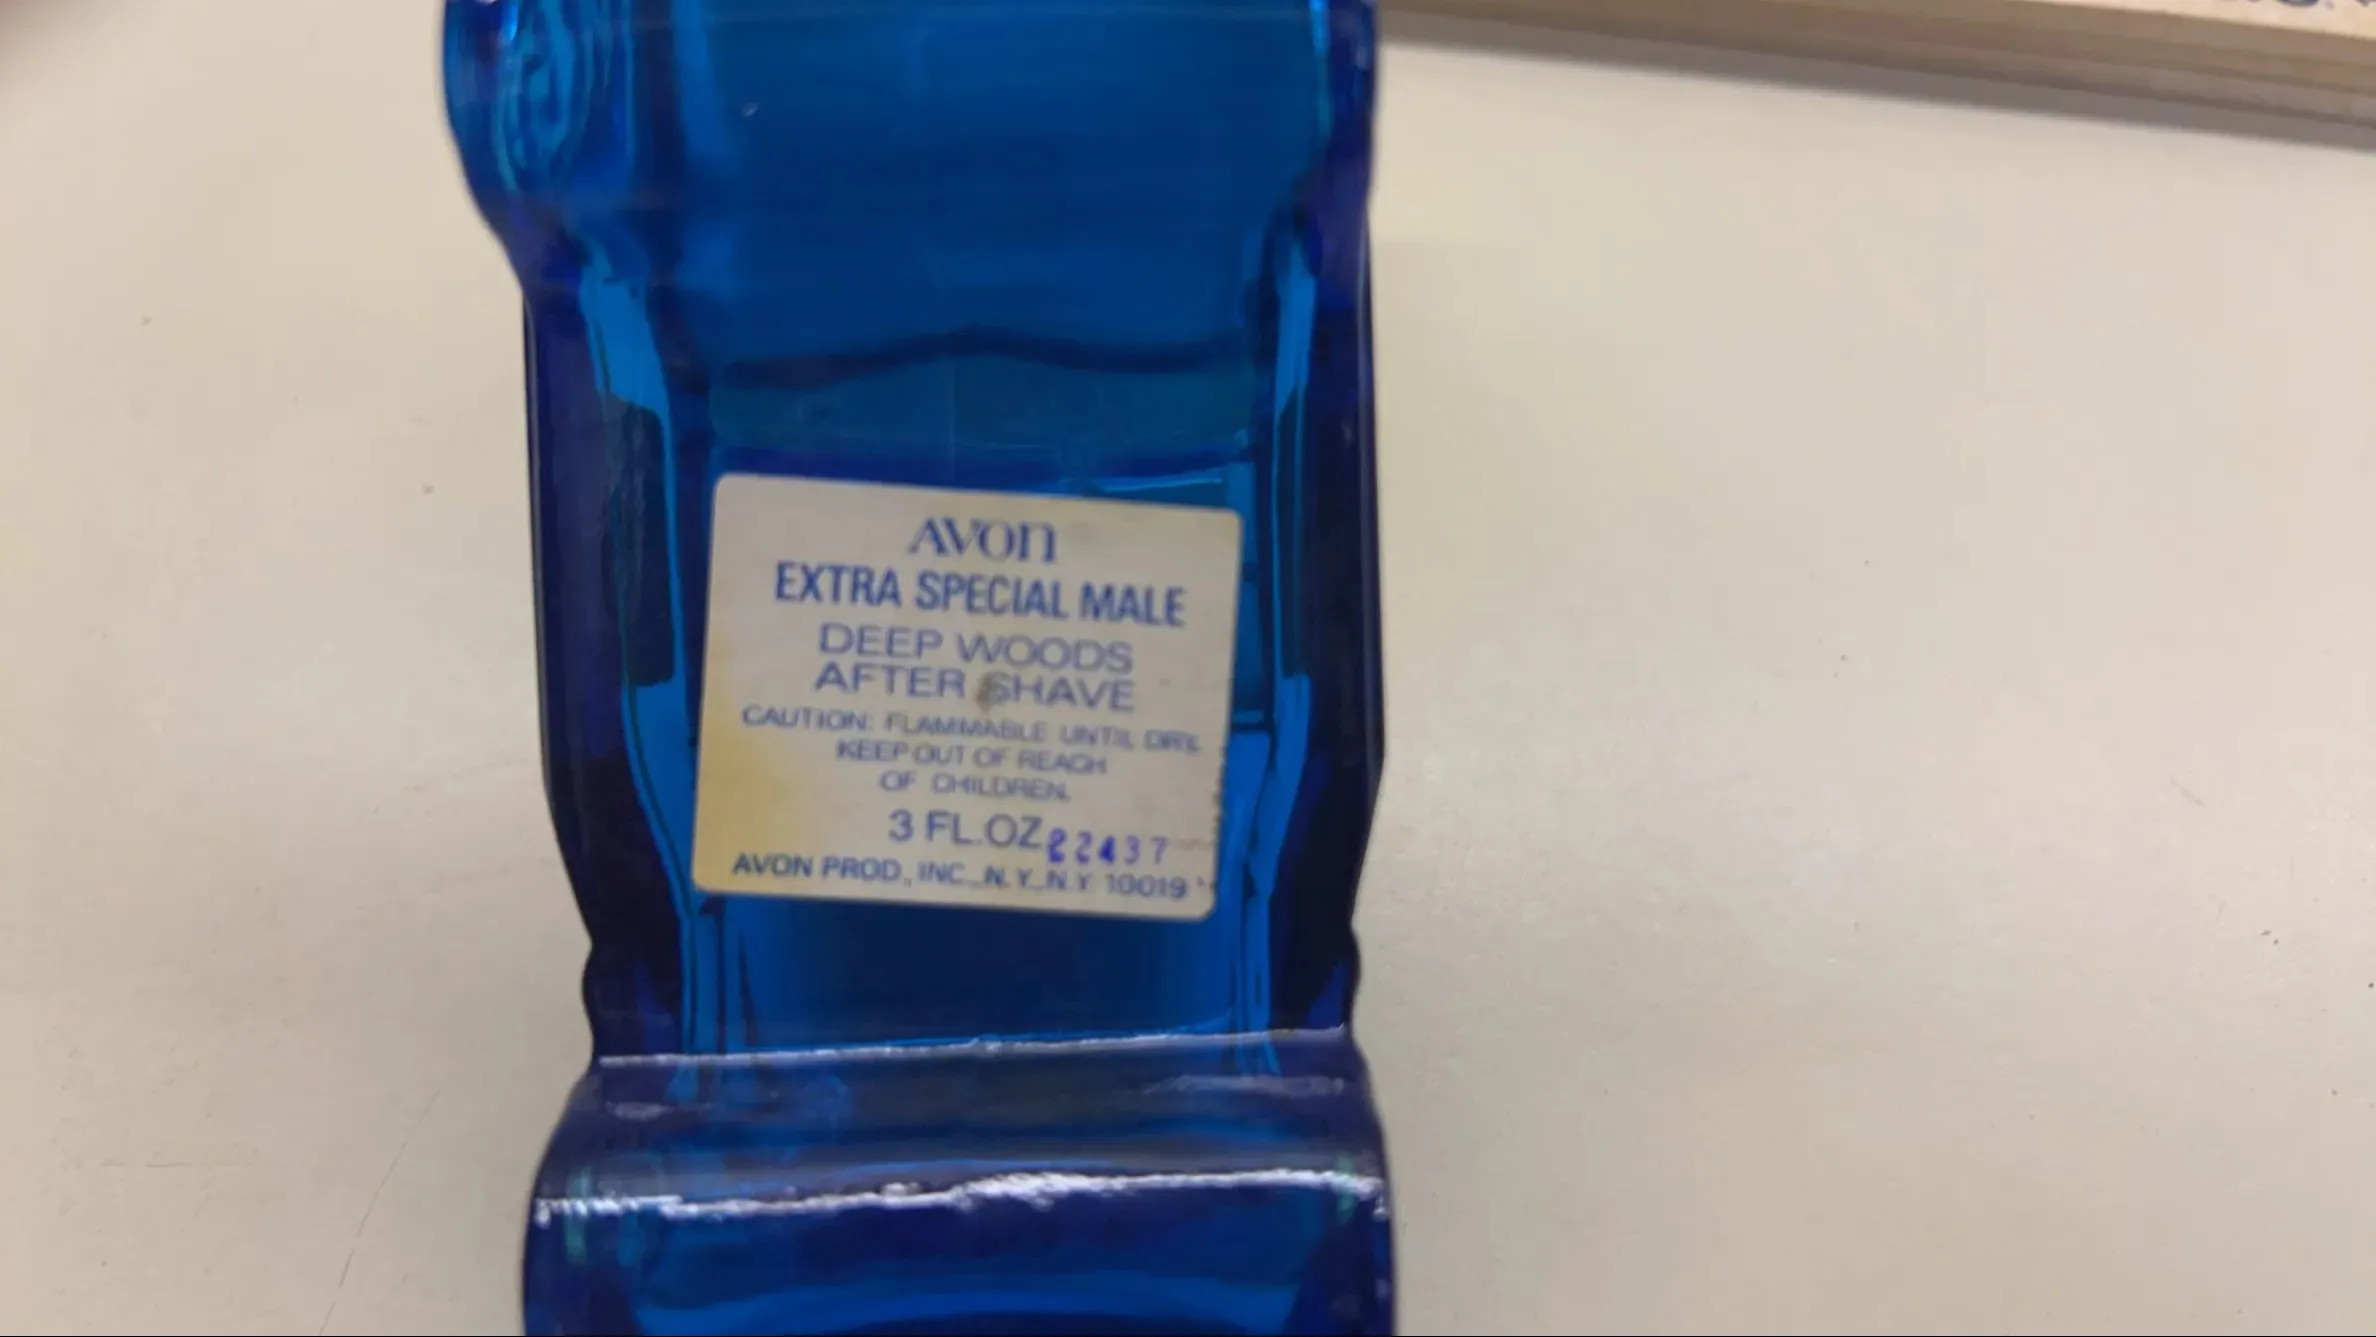 AVON
EXTRA SPECIAL MALE
DEEP WOODS
AFTER SHAVE
CAUTION: FLAMMABLE UNTIL DRY.
KEEP OUT OF REACH
OF CHILDREN.
3 FL.OZ 22437
AVON PROD., INC., N.Y., N.Y. 10019